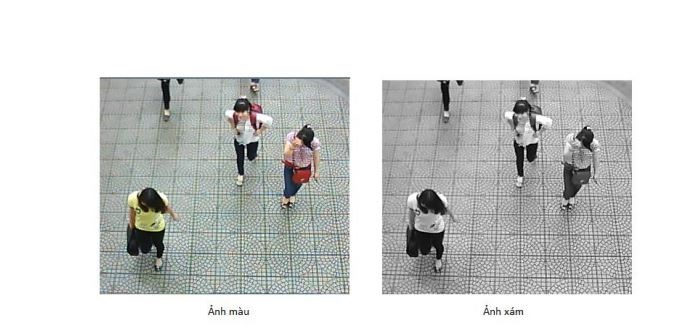 Ảnh màu
Ảnh xám